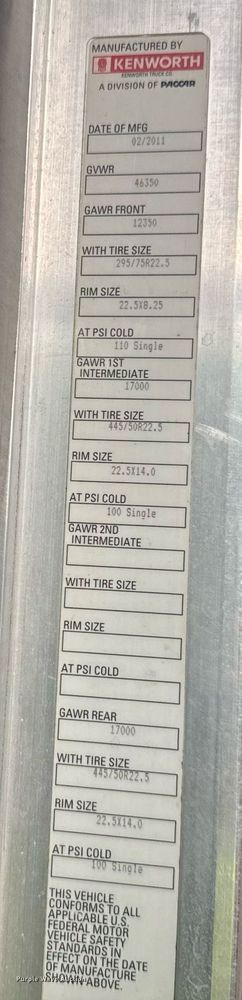 MANUFACTURED BY
KENWORTH
KENWORTH TRUCK CO.
A DIVISION OF PACCAR
DATE OF MFG
02/2011
GVWR
46350
GAWR FRONT
12350
WITH TIRE SIZE
295/75R22.5
RIM SIZE
22.5X8.25
AT PSI COLD
110 Single
GAWR 1ST
INTERMEDIATE
17000
WITH TIRE SIZE
445/50R22.5
RIM SIZE
22.5X14.0
AT PSI COLD
100 Single
GAWR 2ND
INTERMEDIATE
WITH TIRE SIZE
RIM SIZE
AT PSI COLD
GAWR REAR
17000
WITH TIRE SIZE
445/50R22.5
RIM SIZE
22.5X14.0
AT PSI COLD
100 Single
THIS VEHICLE
CONFORMS TO ALL
APPLICABLE U.S.
FEDERAL MOTOR
VEHICLE SAFETY
STANDARDS IN
EFFECT ON THE DATE
OF MANUFACTURE
ABOVE.